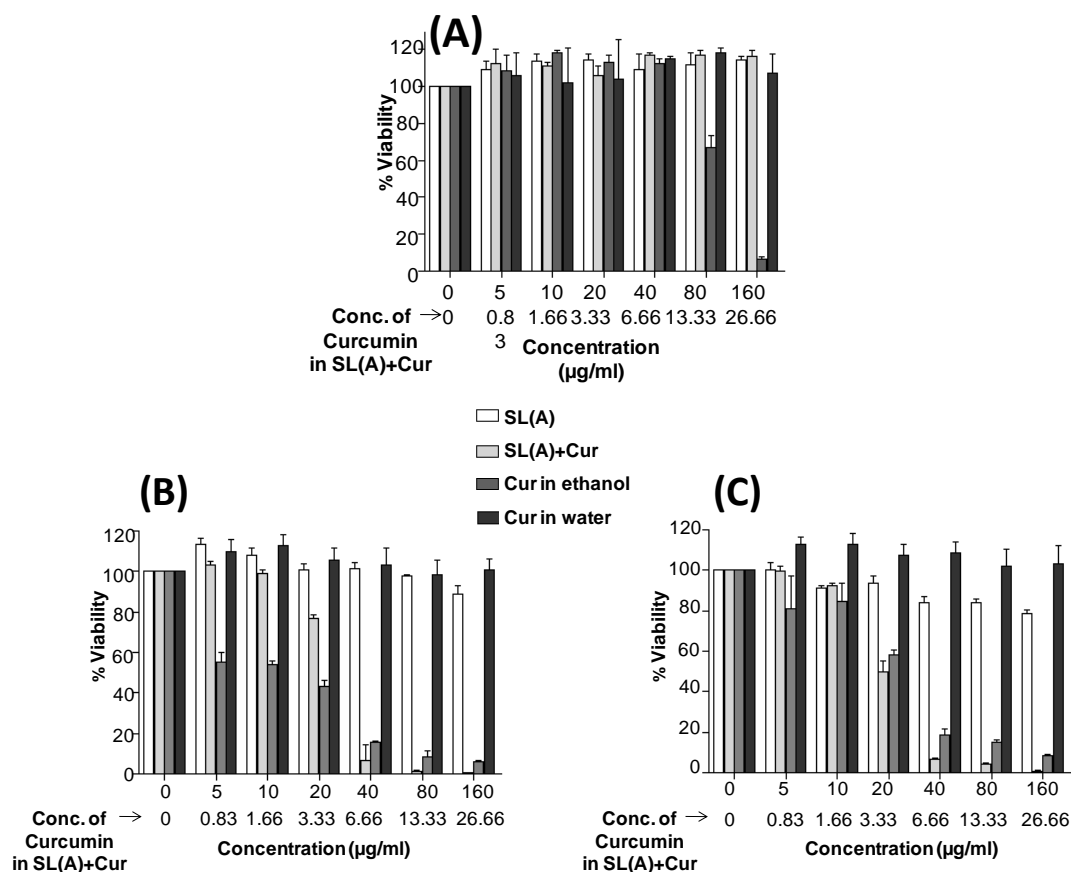 (A)
% Viability
120
100
80
60
40
20
0
0 5 10 20 40 80 160
Conc. of → 0 0.8 1.66 3.33 6.66 13.33 26.66
Curcumin 3 Concentration
in SL(A)+Cur (µg/ml)
SL(A)
SL(A)+Cur
Cur in ethanol
Cur in water
(B)
% Viability
120
100
80
60
40
20
0
0 5 10 20 40 80 160
Conc. of → 0 0.83 1.66 3.33 6.66 13.33 26.66
Curcumin Concentration (µg/ml)
in SL(A)+Cur
(C)
% Viability
120
100
80
60
40
20
0
0 5 10 20 40 80 160
Conc. of → 0 0.83 1.66 3.33 6.66 13.33 26.66
Curcumin Concentration (µg/ml)
in SL(A)+Cur